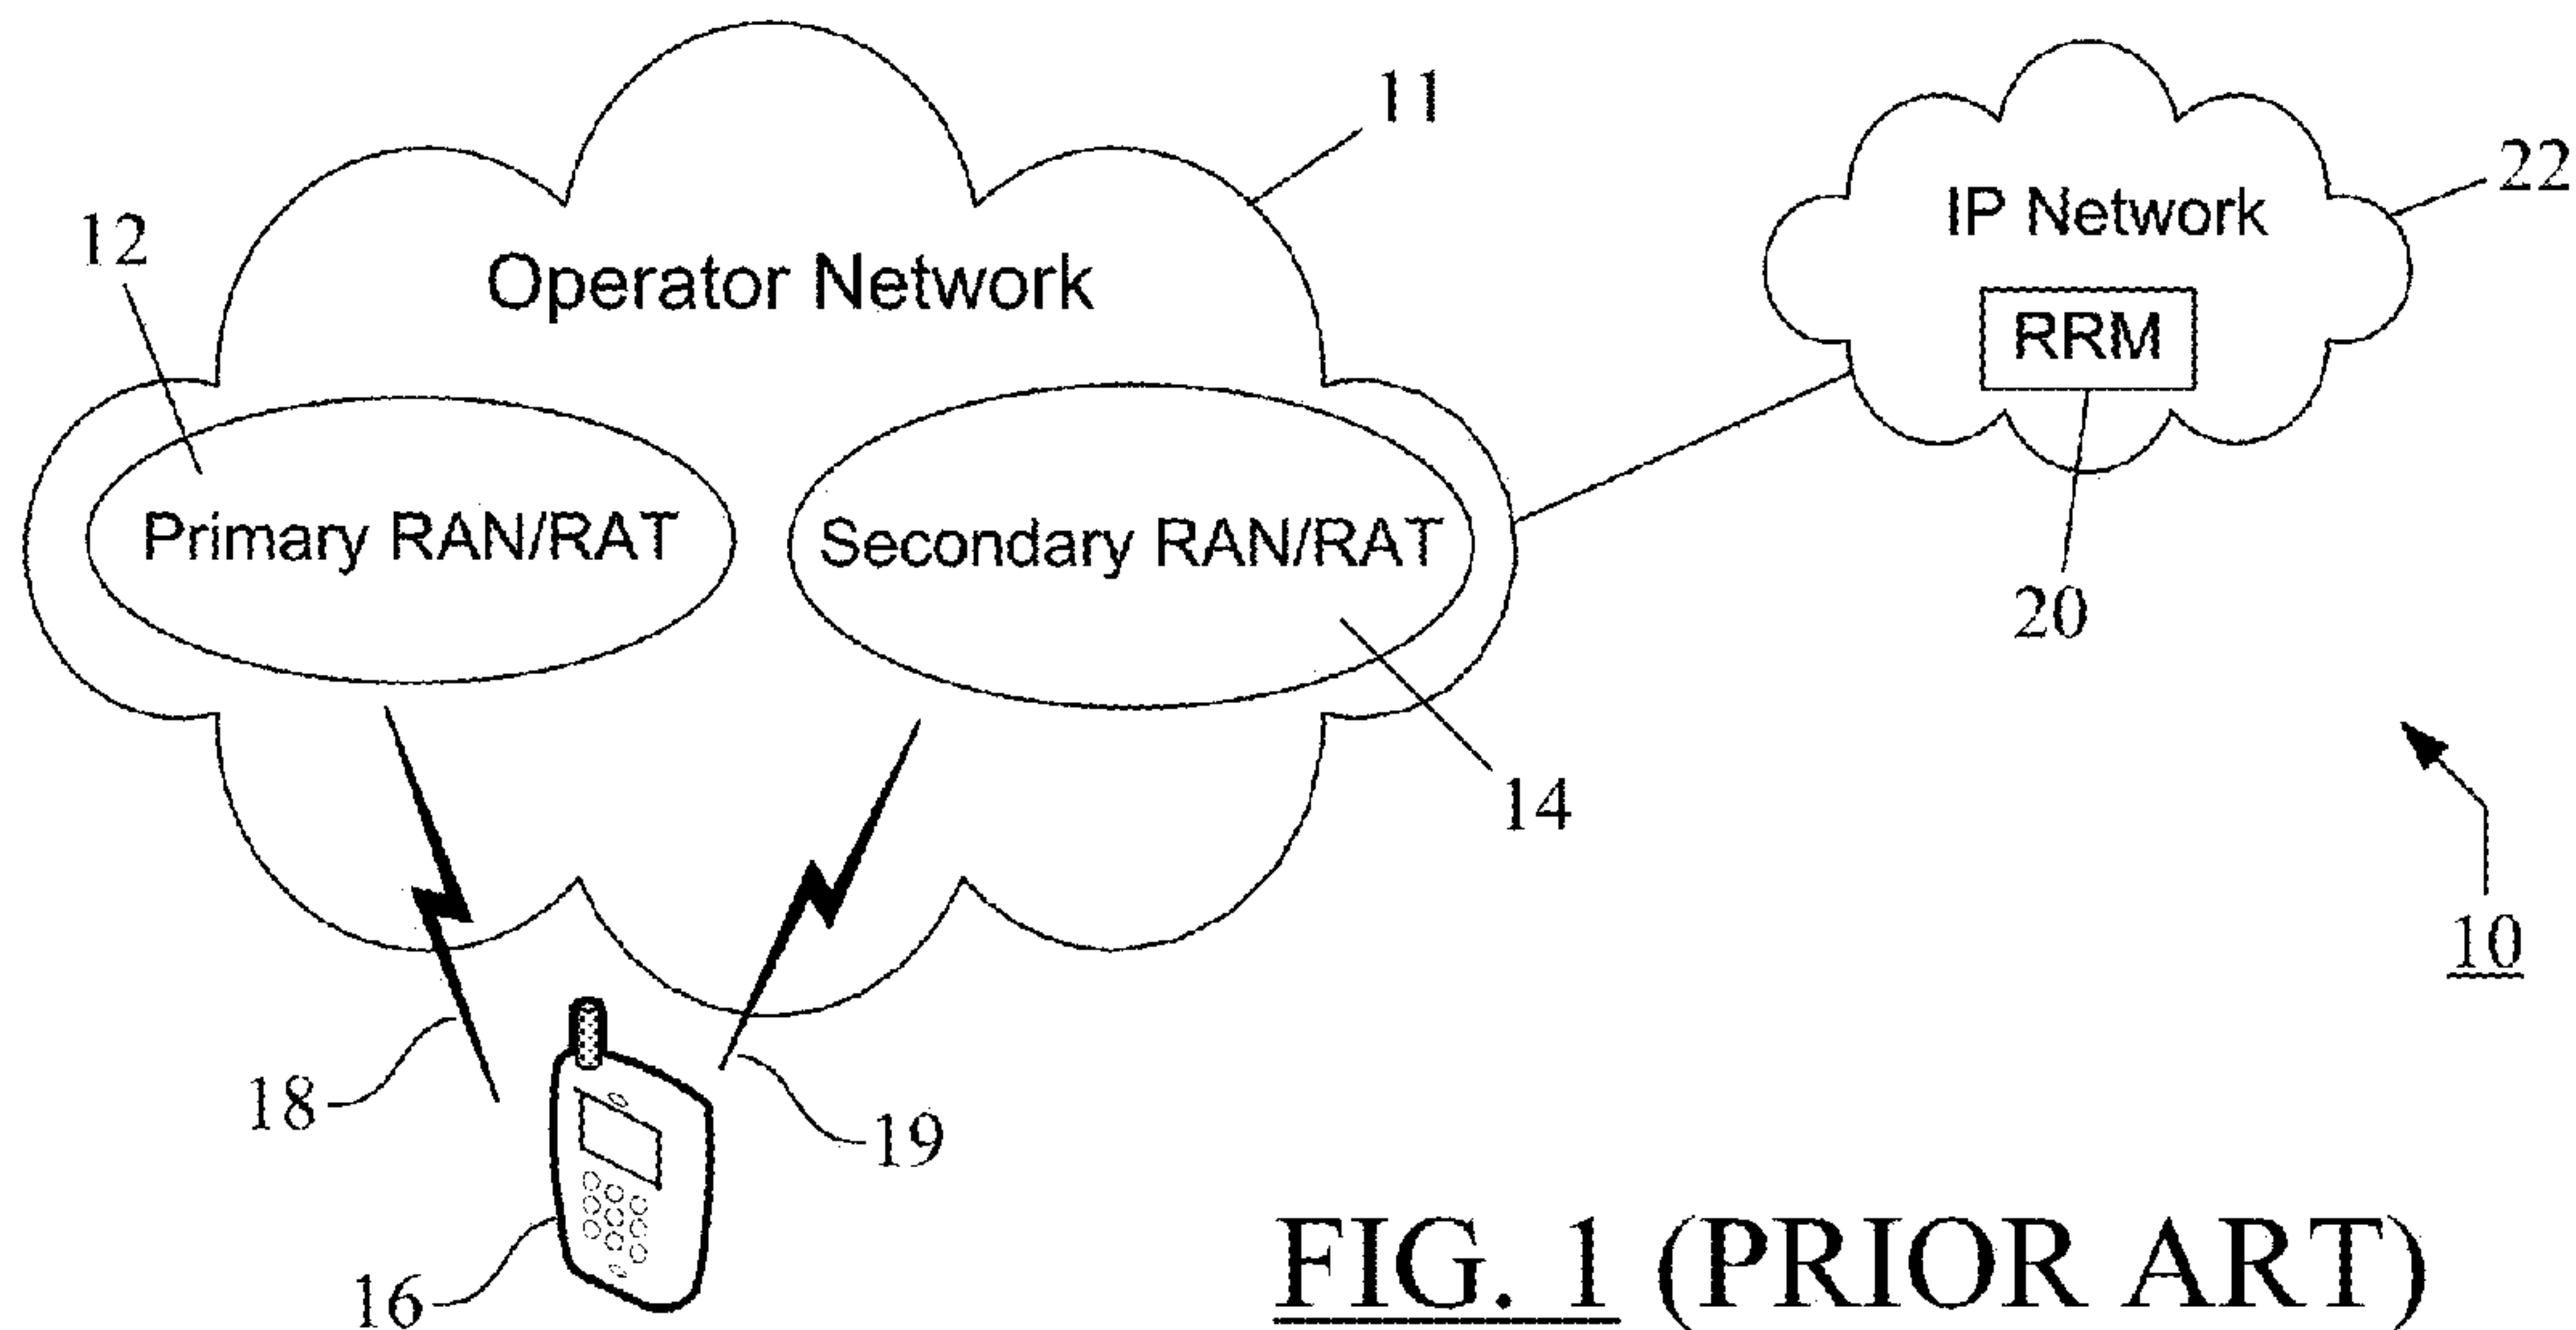 11
22
IP Network
12
Operator Network
RRM
Primary RAN/RAT
Secondary RAN/RAT
20
14
10
18
19
16
FIG. 1 (PRIOR ART)